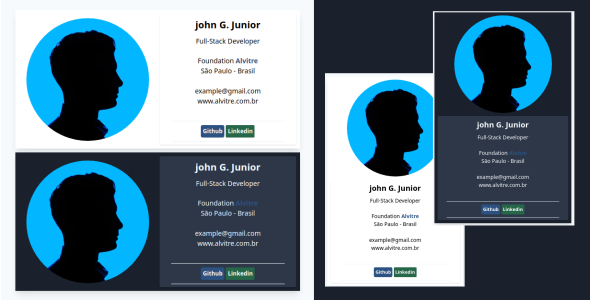 john G. Junior
Full-Stack Developer
Foundation Alvitre
São Paulo - Brasil
example@gmail.com
www.alvitre.com.br
Github Linkedin
john G. Junior
Full-Stack Developer
Foundation Alvitre
São Paulo - Brasil
example@gmail.com
www.alvitre.com.br
Github Linkedin
john G. Junior
Full-Stack Developer
Foundation Alvitre
São Paulo - Brasil
example@gmail.com
www.alvitre.com.br
Github Linkedin
john G. Junior
Full-Stack Developer
Foundation Alvitre
São Paulo - Brasil
example@gmail.com
www.alvitre.com.br
Github Linkedin